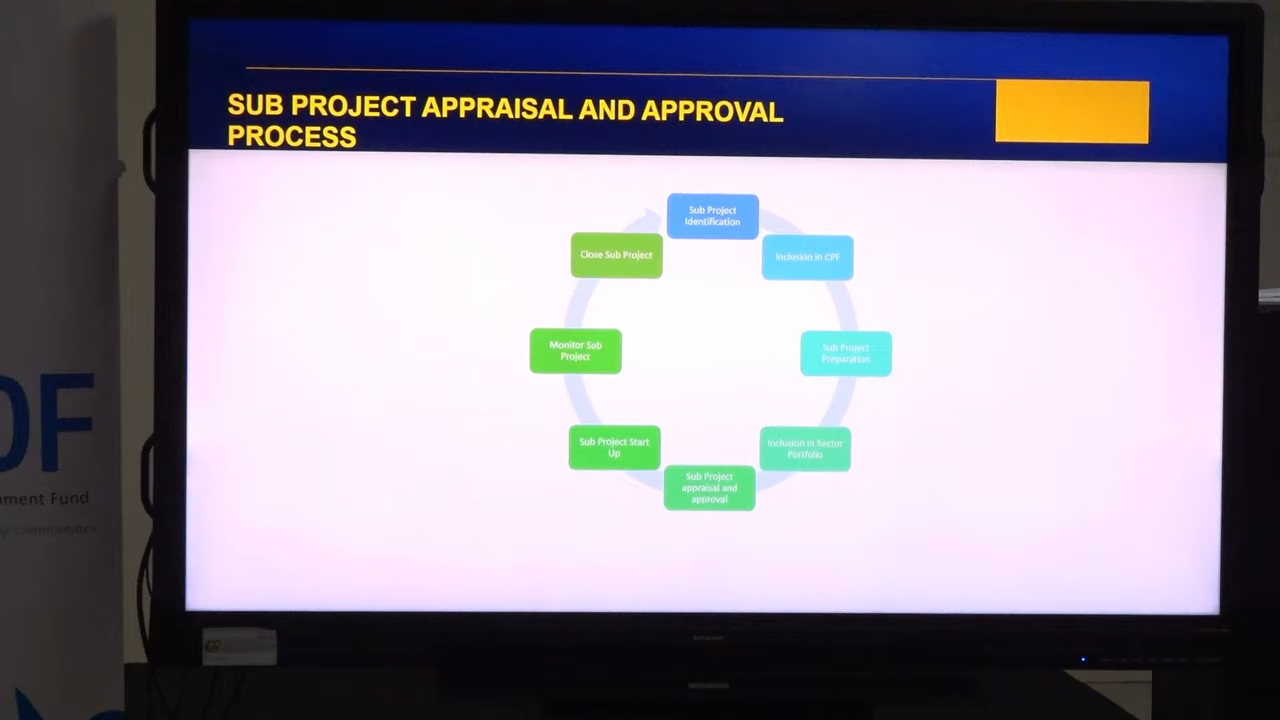 SUB PROJECT APPRAISAL AND APPROVAL
PROCESS
Sub Project
Identification
Close Sub Project
Inclusion in CPF
Monitor Sub
Project
Sub Project
Preparation
Sub Project Start
Up
Inclusion in Sector
Portfolio
Sub Project
appraisal and
approval
DF
ment Fund